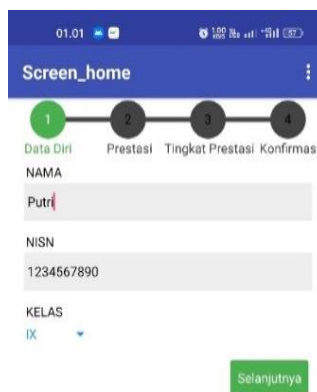 01.01
Screen_home
1 2 3 4
Data Diri Prestasi Tingkat Prestasi Konfirmas
NAMA
Putri
NISN
1234567890
KELAS
IX
Selanjutnya